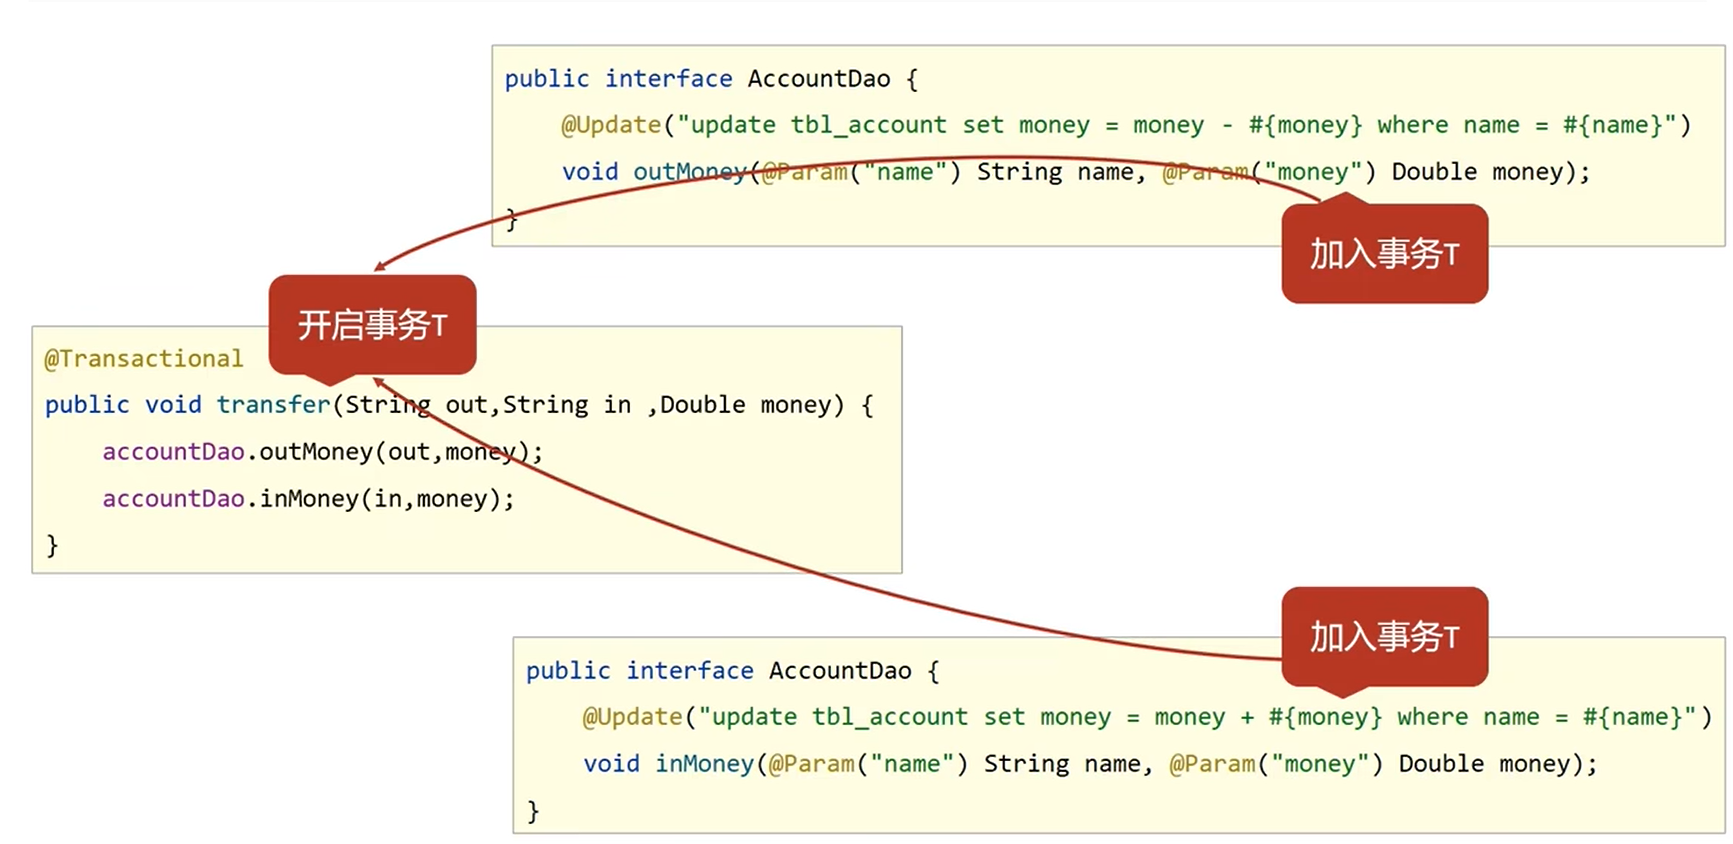 public interface AccountDao {
@Update("update tbl_account set money = money - #{money} where name = #{name}")
void outMoney(@Param("name") String name, @Param("money") Double money);
}
加入事务T
开启事务T
@Transactional
public void transfer(String out,String in ,Double money) {
accountDao.outMoney(out,money);
accountDao.inMoney(in,money);
}
加入事务T
public interface AccountDao {
@Update("update tbl_account set money = money + #{money} where name = #{name}")
void inMoney(@Param("name") String name, @Param("money") Double money);
}